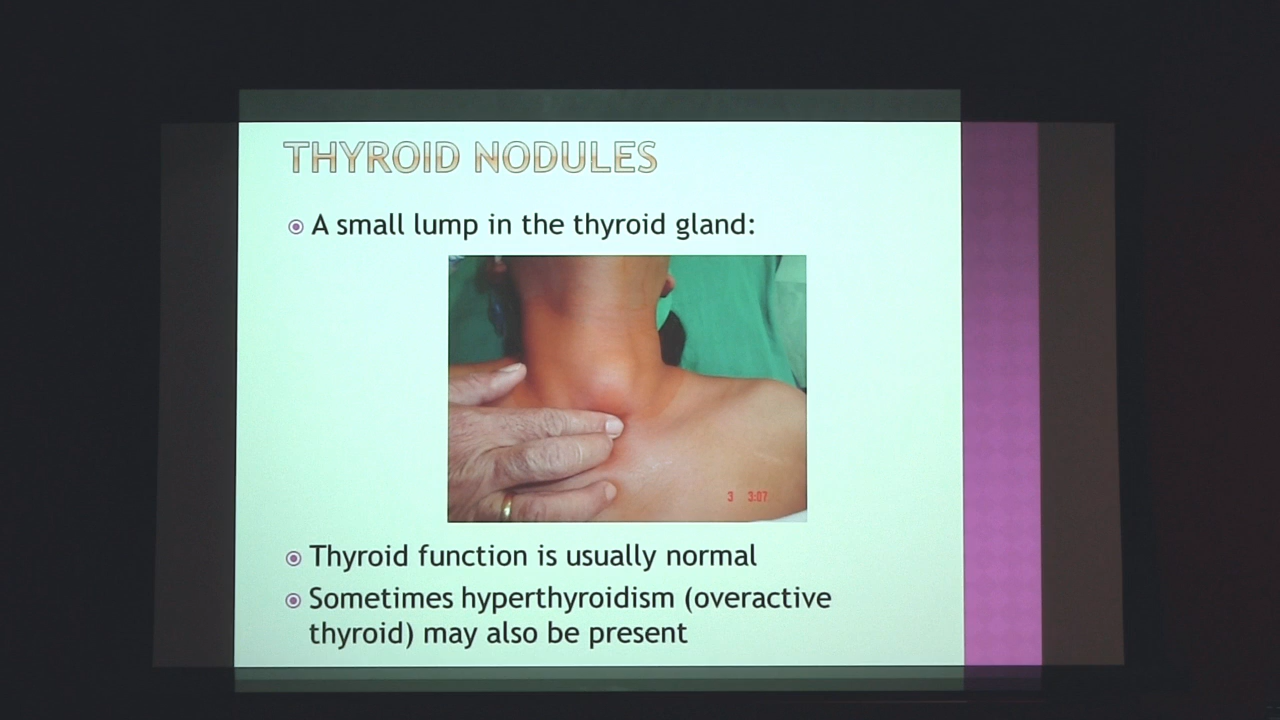 THYROID NODULES
A small lump in the thyroid gland:
3 3:07
Thyroid function is usually normal
Sometimes hyperthyroidism (overactive
thyroid) may also be present